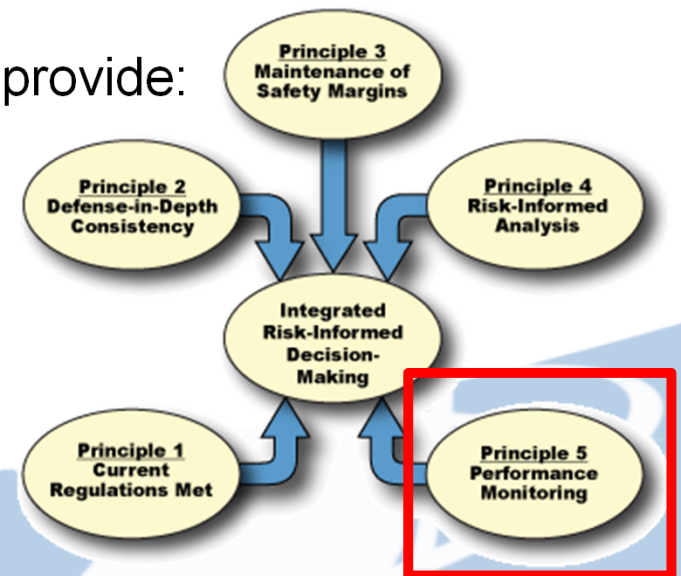 provide:
Principle 3
Maintenance of
Safety Margins
Principle 2
Defense-in-Depth
Consistency
Principle 4
Risk-Informed
Analysis
Integrated
Risk-Informed
Decision-
Making
Principle 1
Current
Regulations Met
Principle 5
Performance
Monitoring